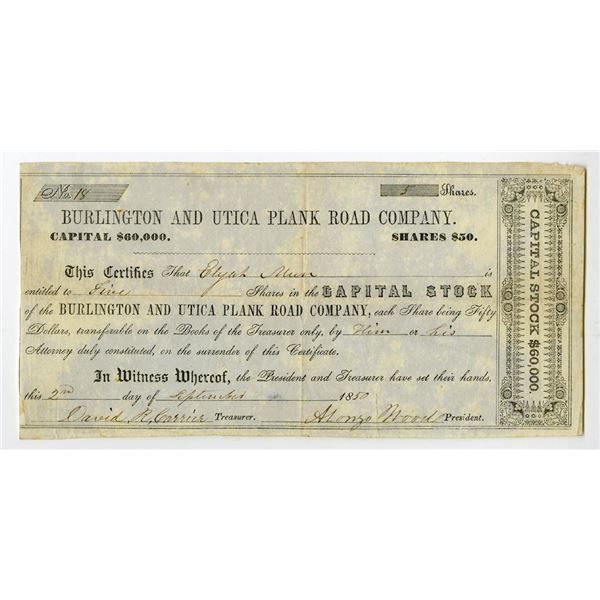 No. 18 5 Shares.
BURLINGTON AND UTICA PLANK ROAD COMPANY.
CAPITAL $60,000. SHARES $50.
This Certifies That Elijah is
entitled to Five Shares in the CAPITAL STOCK
of the BURLINGTON AND UTICA PLANK ROAD COMPANY, each Share being Fifty
Dollars, transferable on the Books of the Treasurer only, by Him or his
Attorney duly constituted, on the surrender of this Certificate.
In Witness Whereof, the President and Treasurer have set their hands,
this 2nd day of September 1850
David R. Carrier Treasurer. Alonzo Wood President.
CAPITAL STOCK $60,000